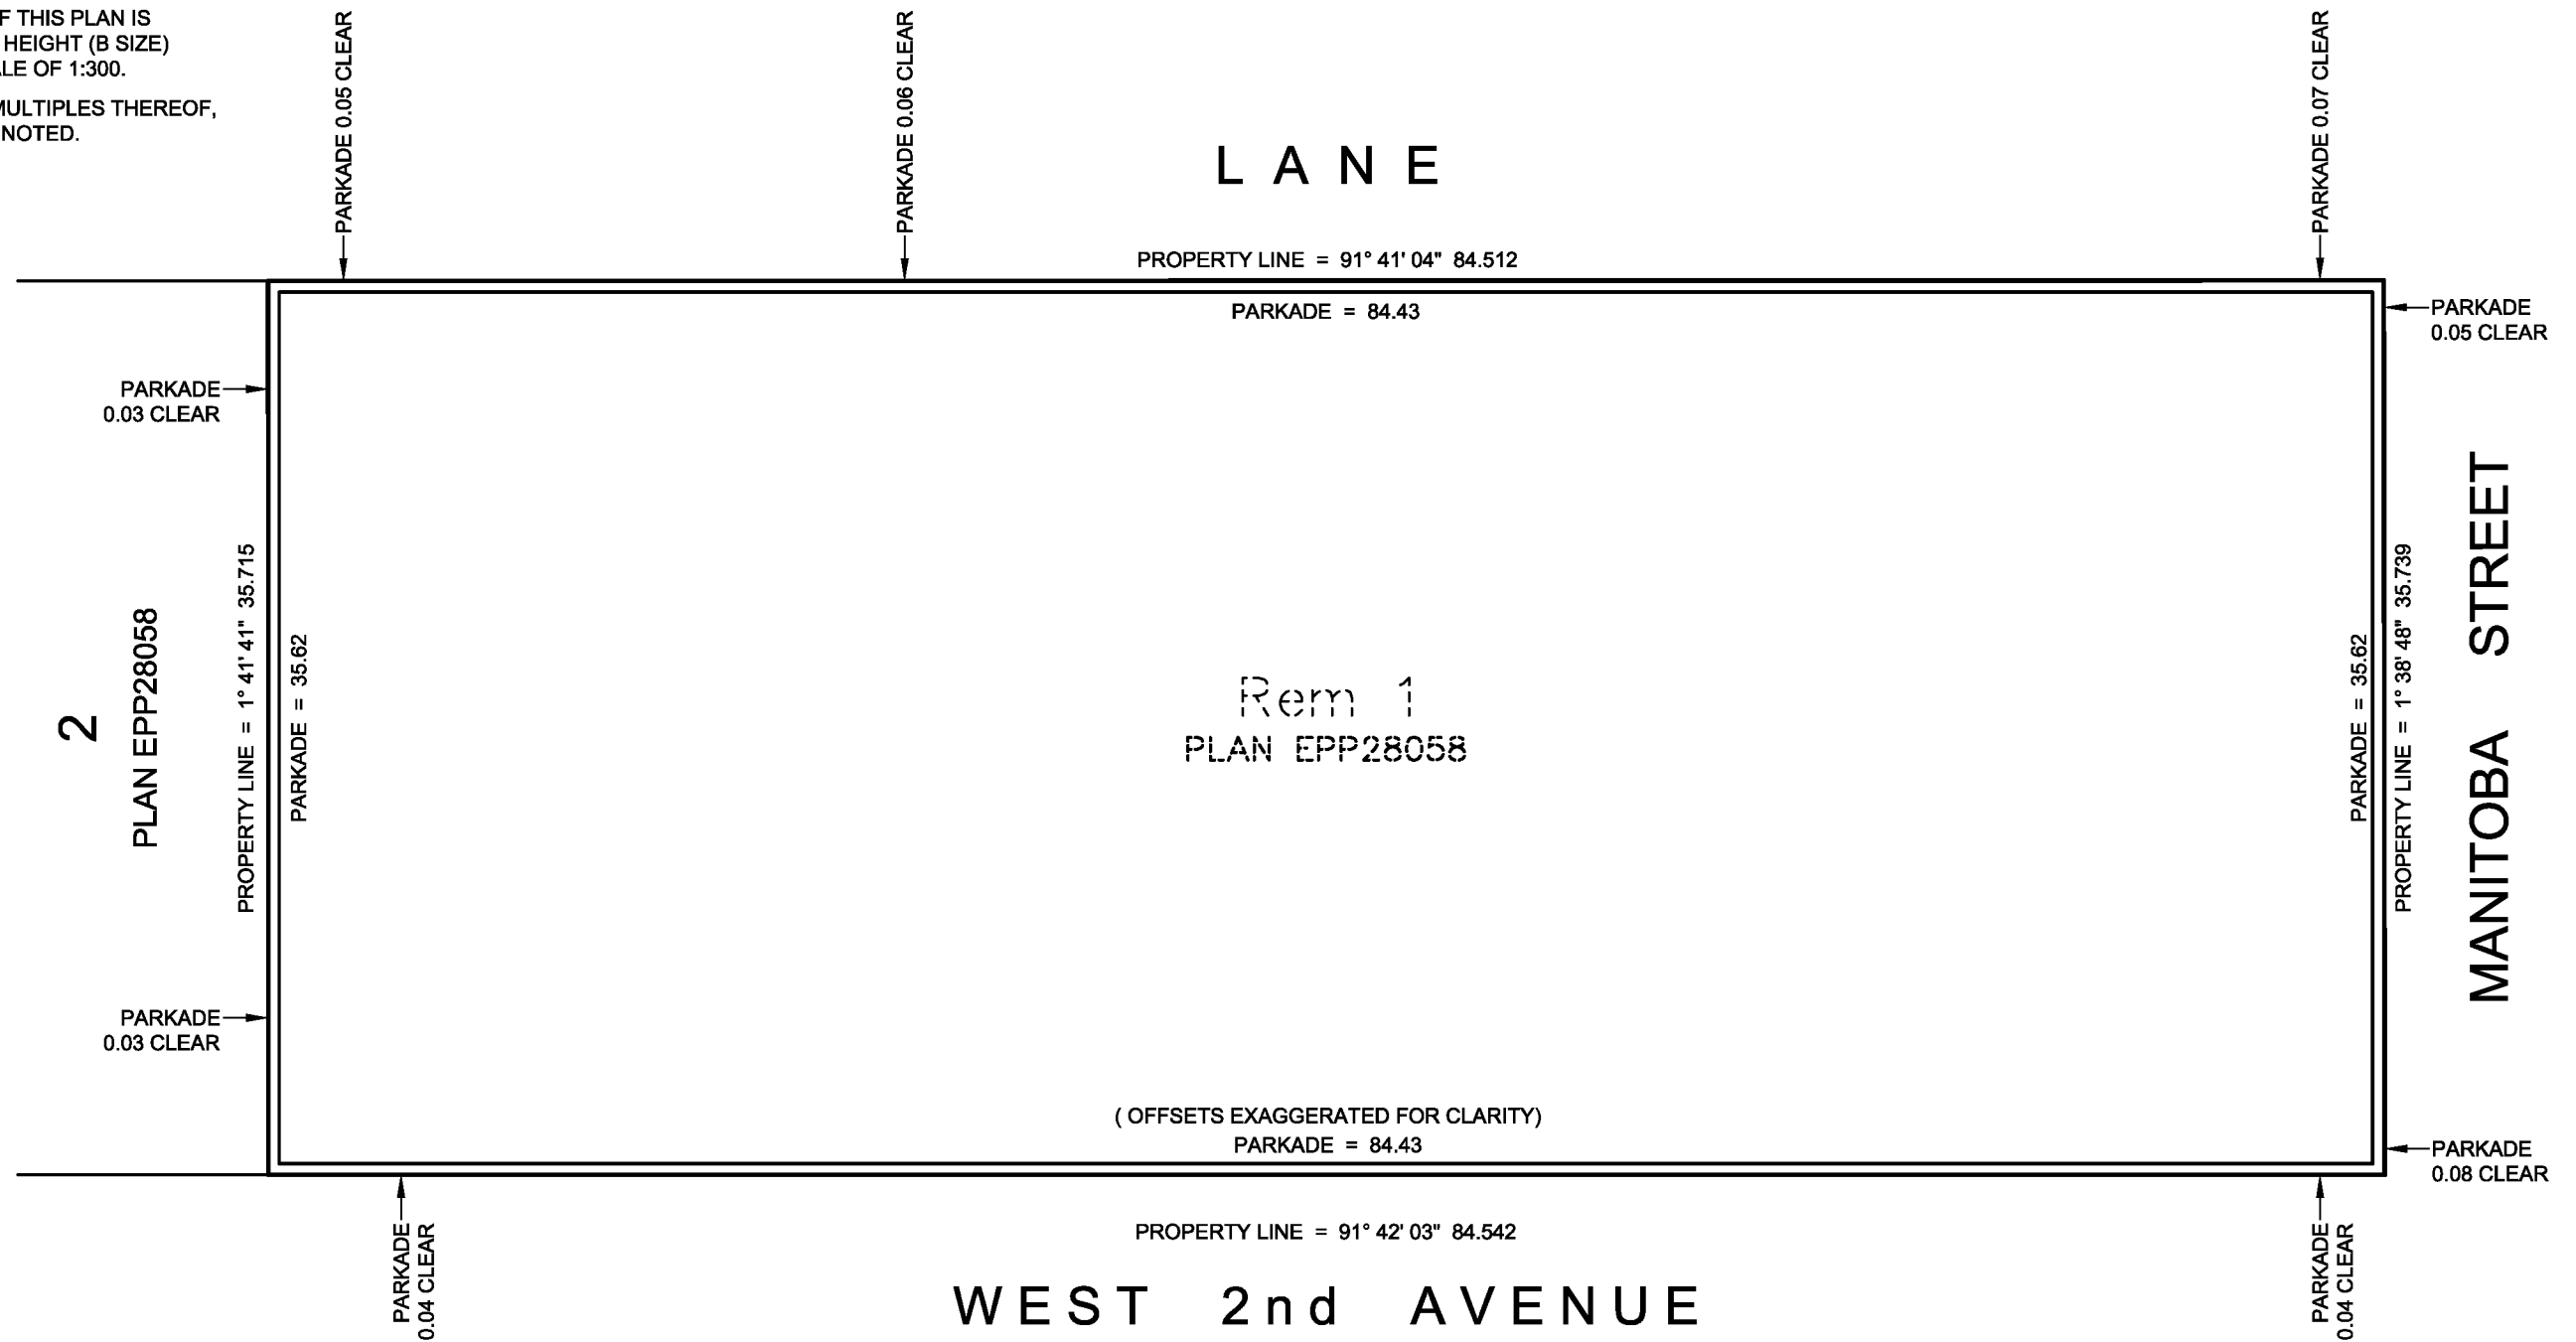 F THIS PLAN IS
HEIGHT (B SIZE)
LE OF 1:300.
MULTIPLES THEREOF,
NOTED.
PARKADE 0.05 CLEAR
PARKADE 0.06 CLEAR
PARKADE 0.07 CLEAR
LANE
PROPERTY LINE = 91° 41' 04" 84.512
PARKADE = 84.43
PARKADE
0.05 CLEAR
PARKADE
0.03 CLEAR
2
PLAN EPP28058
PROPERTY LINE = 1° 41' 41" 35.715
PARKADE = 35.62
Rem 1
PLAN EPP28058
PARKADE = 35.62
PROPERTY LINE = 1° 38' 48" 35.739
MANITOBA STREET
PARKADE
0.03 CLEAR
( OFFSETS EXAGGERATED FOR CLARITY)
PARKADE = 84.43
PARKADE
0.08 CLEAR
PARKADE
0.04 CLEAR
PROPERTY LINE = 91° 42' 03" 84.542
PARKADE
0.04 CLEAR
WEST 2nd AVENUE